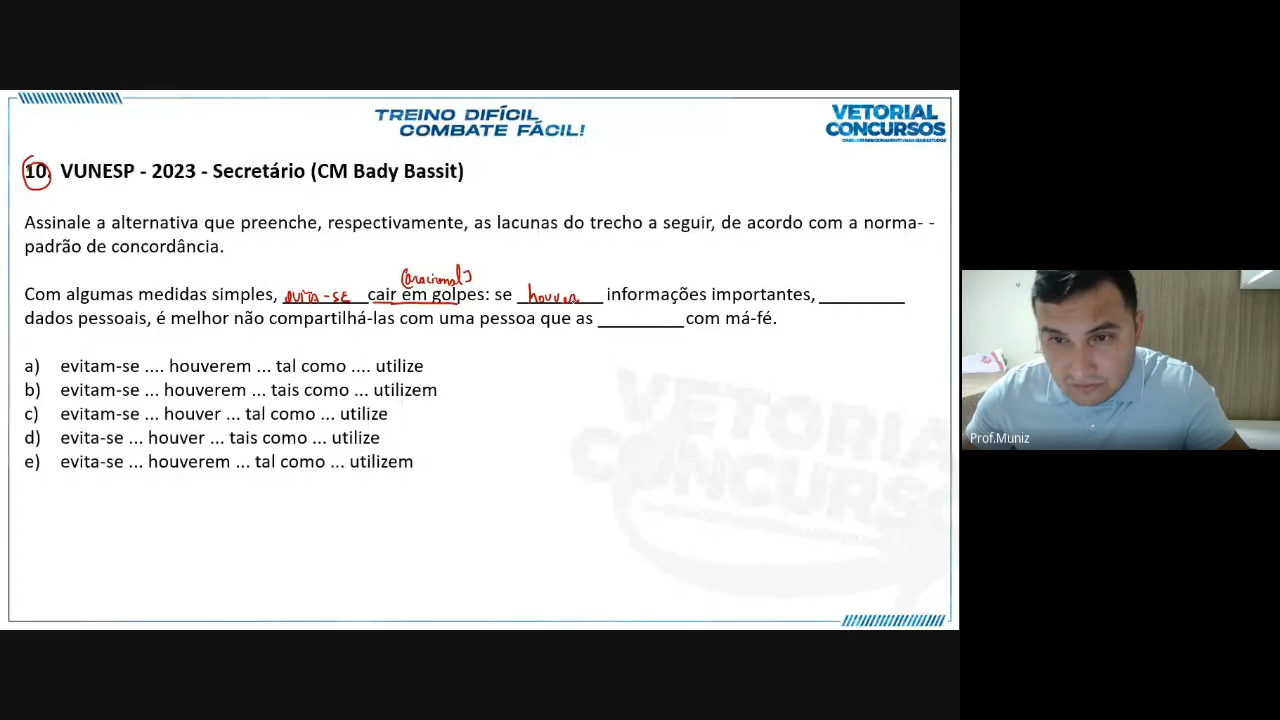 TREINO DIFÍCIL
COMBATE FÁCIL!
VETORIAL
CONCURSOS
10. VUNESP - 2023 - Secretário (CM Bady Bassit)
Assinale a alternativa que preenche, respectivamente, as lacunas do trecho a seguir, de acordo com a norma- -
padrão de concordância.
(oracional)
Com algumas medidas simples, evita-se cair em golpes: se houver informações importantes, __________
dados pessoais, é melhor não compartilhá-las com uma pessoa que as __________ com má-fé.
a) evitam-se .... houverem ... tal como .... utilize
b) evitam-se ... houverem ... tais como ... utilizem
c) evitam-se ... houver ... tal como ... utilize
d) evita-se ... houver ... tais como ... utilize
e) evita-se ... houverem ... tal como ... utilizem
VETORIAL
CONCURSOS
Prof.Muniz